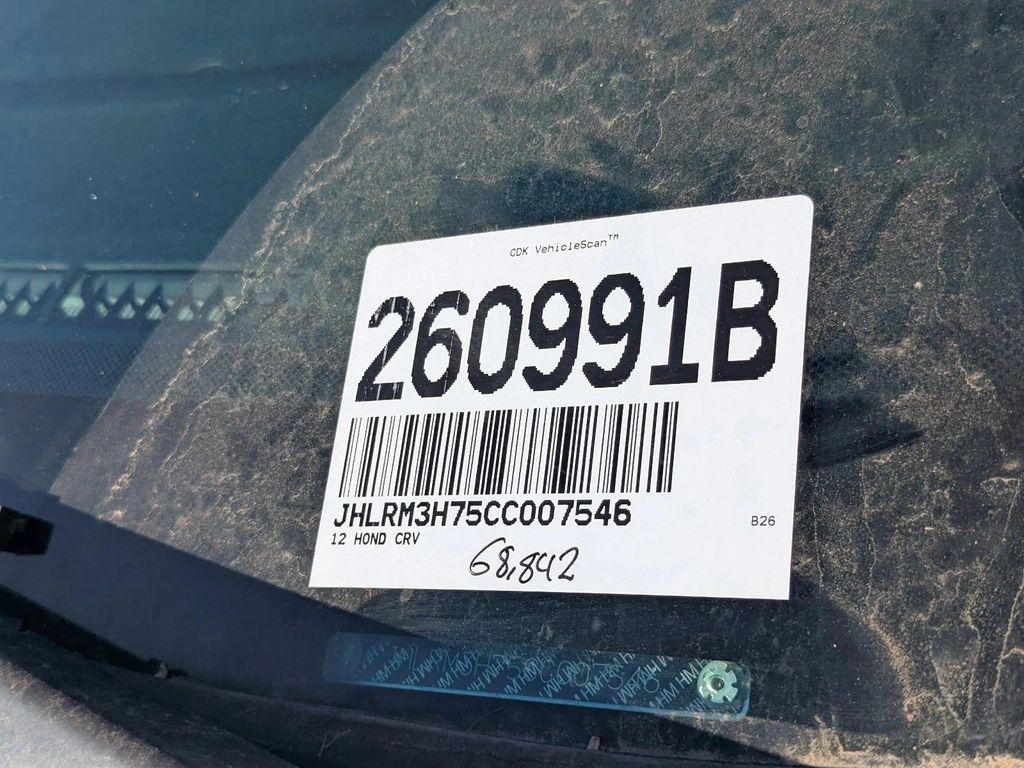 CDK VehicleScan™
260991B
JHLRM3H75CC007546
B26
12 HOND CRV
68,842